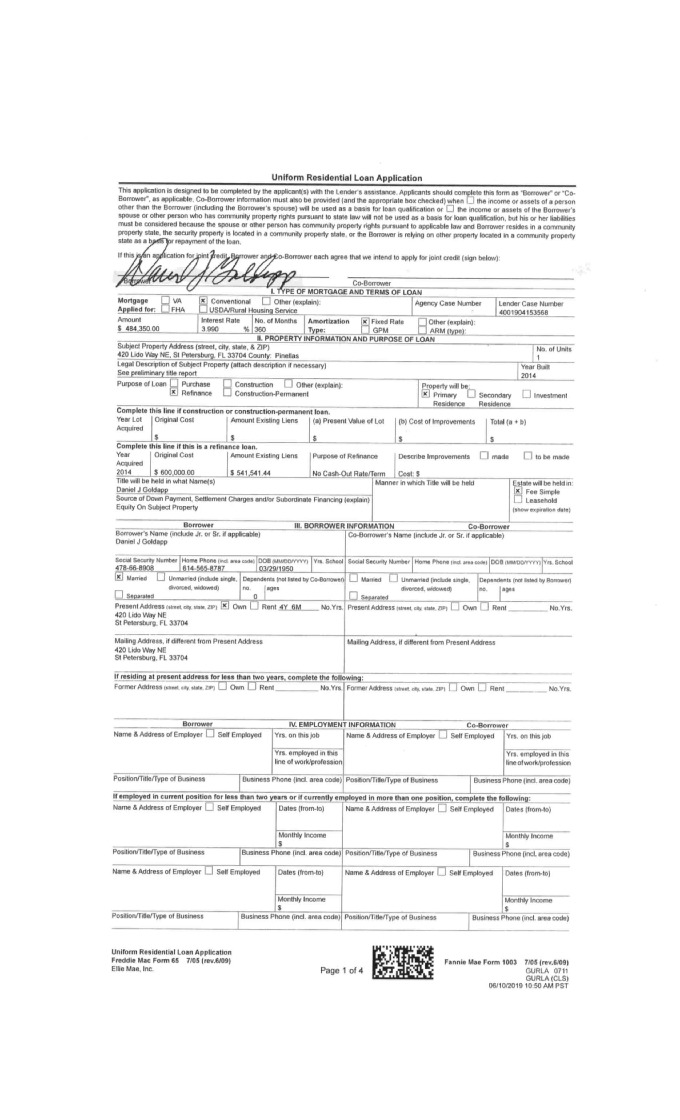 Uniform Residential Loan Application
This application is designed to be completed by the applicant(s) with the Lender's assistance. Applicants should complete this form as "Borrower" or "Co-
Borrower", as applicable. Co-Borrower information must also be provided (and the appropriate box checked) when the income or assets of a person
other than the Borrower (including the Borrower's spouse) will be used as a basis for loan qualification or the income or assets of the Borrower's
spouse or other person who has community property rights pursuant to state law will not be used as a basis for loan qualification, but his or her liabilities
must be considered because the spouse or other person has community property rights pursuant to applicable law and Borrower resides in a community
property state, the security property is located in a community property state, or the Borrower is relying on other property located in a community property
state as a basis for repayment of the loan.
If this is an application for joint credit, Borrower and Co-Borrower each agree that we intend to apply for joint credit (sign below):
Borrower Co-Borrower
I. TYPE OF MORTGAGE AND TERMS OF LOAN
Mortgage VA Conventional Other (explain): Agency Case Number Lender Case Number
Applied for: FHA USDA/Rural Housing Service 4001904153568
Amount Interest Rate No. of Months Amortization Fixed Rate Other (explain):
$ 484,350.00 3.990 % 360 Type: GPM ARM (type):
II. PROPERTY INFORMATION AND PURPOSE OF LOAN
Subject Property Address (street, city, state, & ZIP) No. of Units
420 Lido Way NE, St Petersburg, FL 33704 County: Pinellas 1
Legal Description of Subject Property (attach description if necessary) Year Built
See preliminary title report 2014
Purpose of Loan Purchase Construction Other (explain): Property will be:
Refinance Construction-Permanent Primary Secondary Investment
Residence Residence
Complete this line if construction or construction-permanent loan.
Year Lot Original Cost Amount Existing Liens (a) Present Value of Lot (b) Cost of Improvements Total (a + b)
Acquired
$ $ $ $ $
Complete this line if this is a refinance loan.
Year Original Cost Amount Existing Liens Purpose of Refinance Describe Improvements made to be made
Acquired
2014 $ 600,000.00 $ 541,541.44 No Cash-Out Rate/Term Cost: $
Title will be held in what Name(s) Manner in which Title will be held Estate will be held in:
Daniel J Goldapp Fee Simple
Source of Down Payment, Settlement Charges and/or Subordinate Financing (explain) Leasehold
Equity On Subject Property (show expiration date)
Borrower III. BORROWER INFORMATION Co-Borrower
Borrower's Name (include Jr. or Sr. if applicable) Co-Borrower's Name (include Jr. or Sr. if applicable)
Daniel J Goldapp
Social Security Number Home Phone (incl. area code) DOB (MM/DD/YYYY) Yrs. School Social Security Number Home Phone (incl. area code) DOB (MM/DD/YYYY) Yrs. School
478-66-8908 614-565-8787 03/29/1950
Married Unmarried (include single, Dependents (not listed by Co-Borrower) Married Unmarried (include single, Dependents (not listed by Borrower)
divorced, widowed) no. ages divorced, widowed) no. ages
Separated 0 Separated
Present Address (street, city, state, ZIP) Own Rent 4Y 6M No.Yrs. Present Address (street, city, state, ZIP) Own Rent No.Yrs.
420 Lido Way NE
St Petersburg, FL 33704
Mailing Address, if different from Present Address Mailing Address, if different from Present Address
420 Lido Way NE
St Petersburg, FL 33704
If residing at present address for less than two years, complete the following:
Former Address (street, city, state, ZIP) Own Rent No.Yrs. Former Address (street, city, state, ZIP) Own Rent No.Yrs.
Borrower IV. EMPLOYMENT INFORMATION Co-Borrower
Name & Address of Employer Self Employed Yrs. on this job Name & Address of Employer Self Employed Yrs. on this job
Yrs. employed in this Yrs. employed in this
line of work/profession line of work/profession
Position/Title/Type of Business Business Phone (incl. area code) Position/Title/Type of Business Business Phone (incl. area code)
If employed in current position for less than two years or if currently employed in more than one position, complete the following:
Name & Address of Employer Self Employed Dates (from-to) Name & Address of Employer Self Employed Dates (from-to)
Monthly Income Monthly Income
$ $
Position/Title/Type of Business Business Phone (incl. area code) Position/Title/Type of Business Business Phone (incl. area code)
Name & Address of Employer Self Employed Dates (from-to) Name & Address of Employer Self Employed Dates (from-to)
Monthly Income Monthly Income
$ $
Position/Title/Type of Business Business Phone (incl. area code) Position/Title/Type of Business Business Phone (incl. area code)
Uniform Residential Loan Application
Freddie Mac Form 65 7/05 (rev.6/09) Fannie Mae Form 1003 7/05 (rev.6/09)
Ellie Mae, Inc. Page 1 of 4 GURLA 0711
GURLA (CLS)
06/10/2019 10:50 AM PST